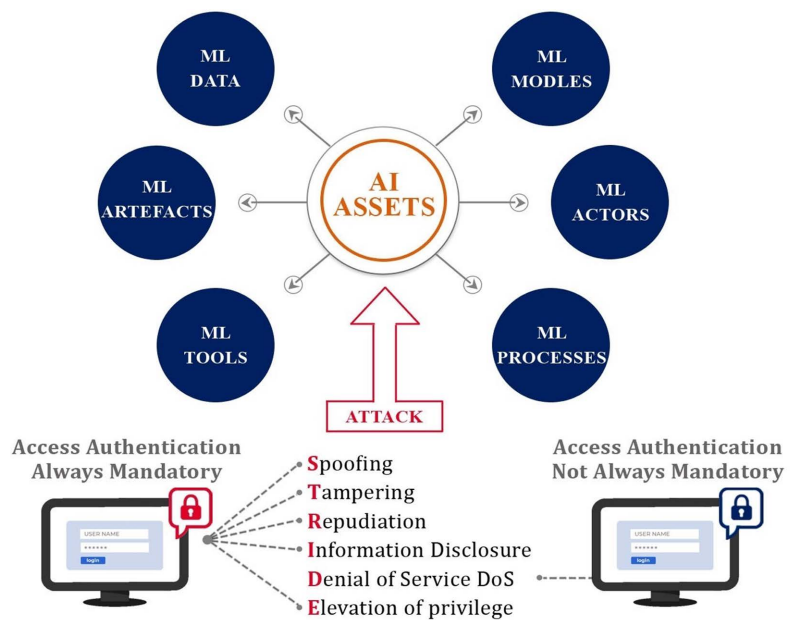 ML
DATA
ML
MODLES
ML
ARTEFACTS
AI
ASSETS
ML
ACTORS
ML
TOOLS
ML
PROCESSES
ATTACK
Access Authentication
Always Mandatory
Access Authentication
Not Always Mandatory
Spoofing
Tampering
Repudiation
Information Disclosure
Denial of Service DoS
Elevation of privilege
USER NAME
******
login
USER NAME
******
login